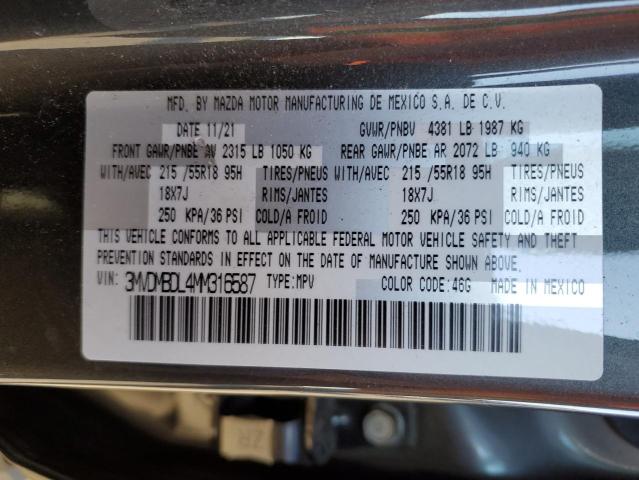 MFD. BY MAZDA MOTOR MANUFACTURING DE MEXICO S.A. DE C.V.
DATE 11/21 GVWR/PNBV 4381 LB 1987 KG
FRONT GAWR/PNBE AV 2315 LB 1050 KG REAR GAWR/PNBE AR 2072 LB 940 KG
WITH/AVEC 215 /55R18 95H TIRES/PNEUS WITH/AVEC 215 /55R18 95H TIRES/PNEUS
18X7J RIMS/JANTES 18X7J RIMS/JANTES
250 KPA/36 PSI COLD/A FROID 250 KPA/36 PSI COLD/A FROID
THIS VEHICLE CONFORMS TO ALL APPLICABLE FEDERAL MOTOR VEHICLE SAFETY AND THEFT
PREVENTION STANDARDS IN EFFECT ON THE DATE OF MANUFACTURE SHOWN ABOVE.
VIN: 3MVDMBDL4MM316587 TYPE: MPV COLOR CODE: 46G MADE IN MEXICO
ZR